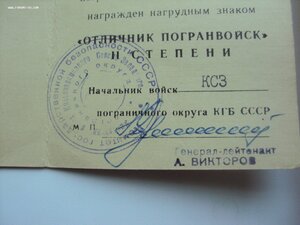 награжден нагрудным знаком
«ОТЛИЧНИК ПОГРАНВОЙСК»
II СТЕПЕНИ
Начальник войск КСЗ
пограничного округа КГБ СССР
М. П.
Генерал-лейтенант
А. ВИКТОРОВ